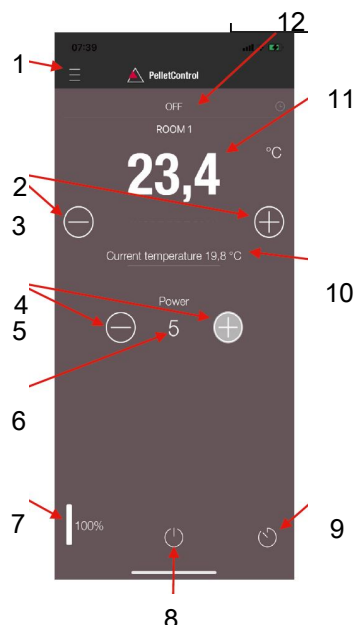 12
07:39
1
PelletControl
OFF
11
ROOM 1
23,4
°C
2
3
Current temperature 19,8 °C
10
Power
4
5
5
6
7
100%
9
8